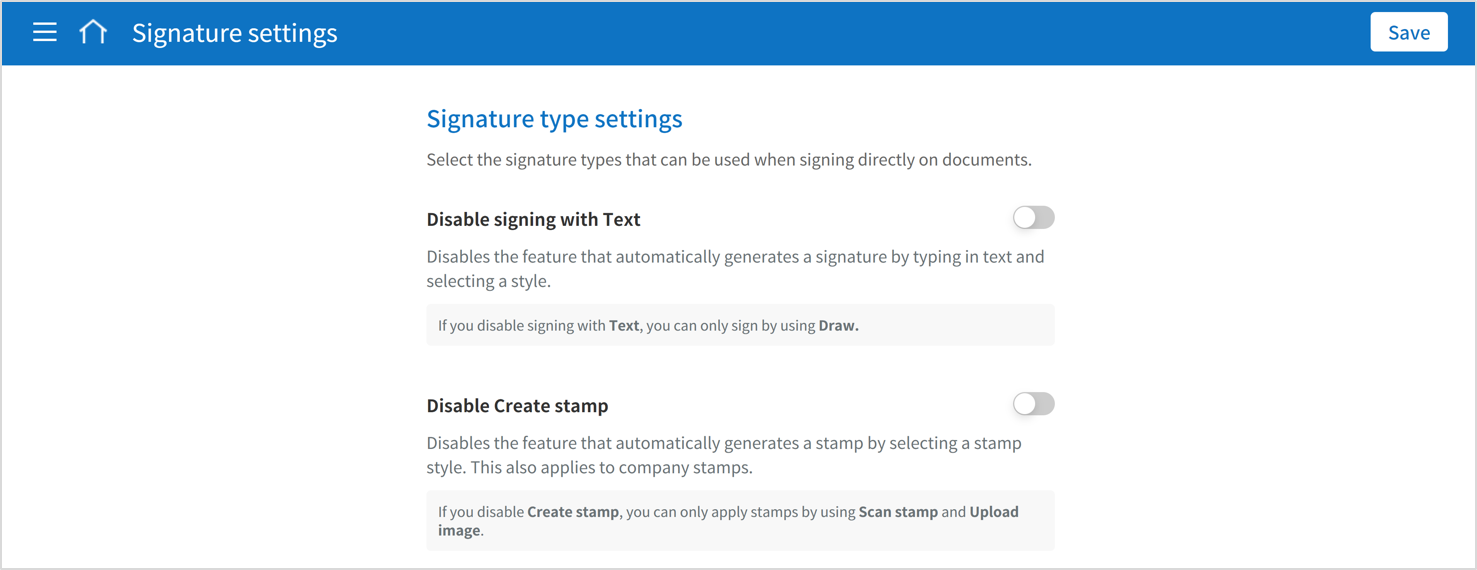 Signature settings
Save
Signature type settings
Select the signature types that can be used when signing directly on documents.
Disable signing with Text
Disables the feature that automatically generates a signature by typing in text and
selecting a style.
If you disable signing with Text, you can only sign by using Draw.
Disable Create stamp
Disables the feature that automatically generates a stamp by selecting a stamp
style. This also applies to company stamps.
If you disable Create stamp, you can only apply stamps by using Scan stamp and Upload
image.